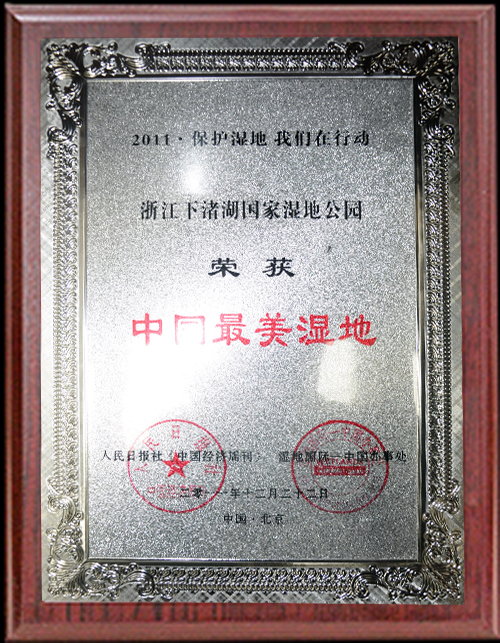 2011·保护湿地 我们在行动
浙江下渚湖国家湿地公园
荣 获
中国最美湿地
人民日报社《中国经济周刊》 湿地国际—中国办事处
二零一一年十二月二十二日
中国·北京